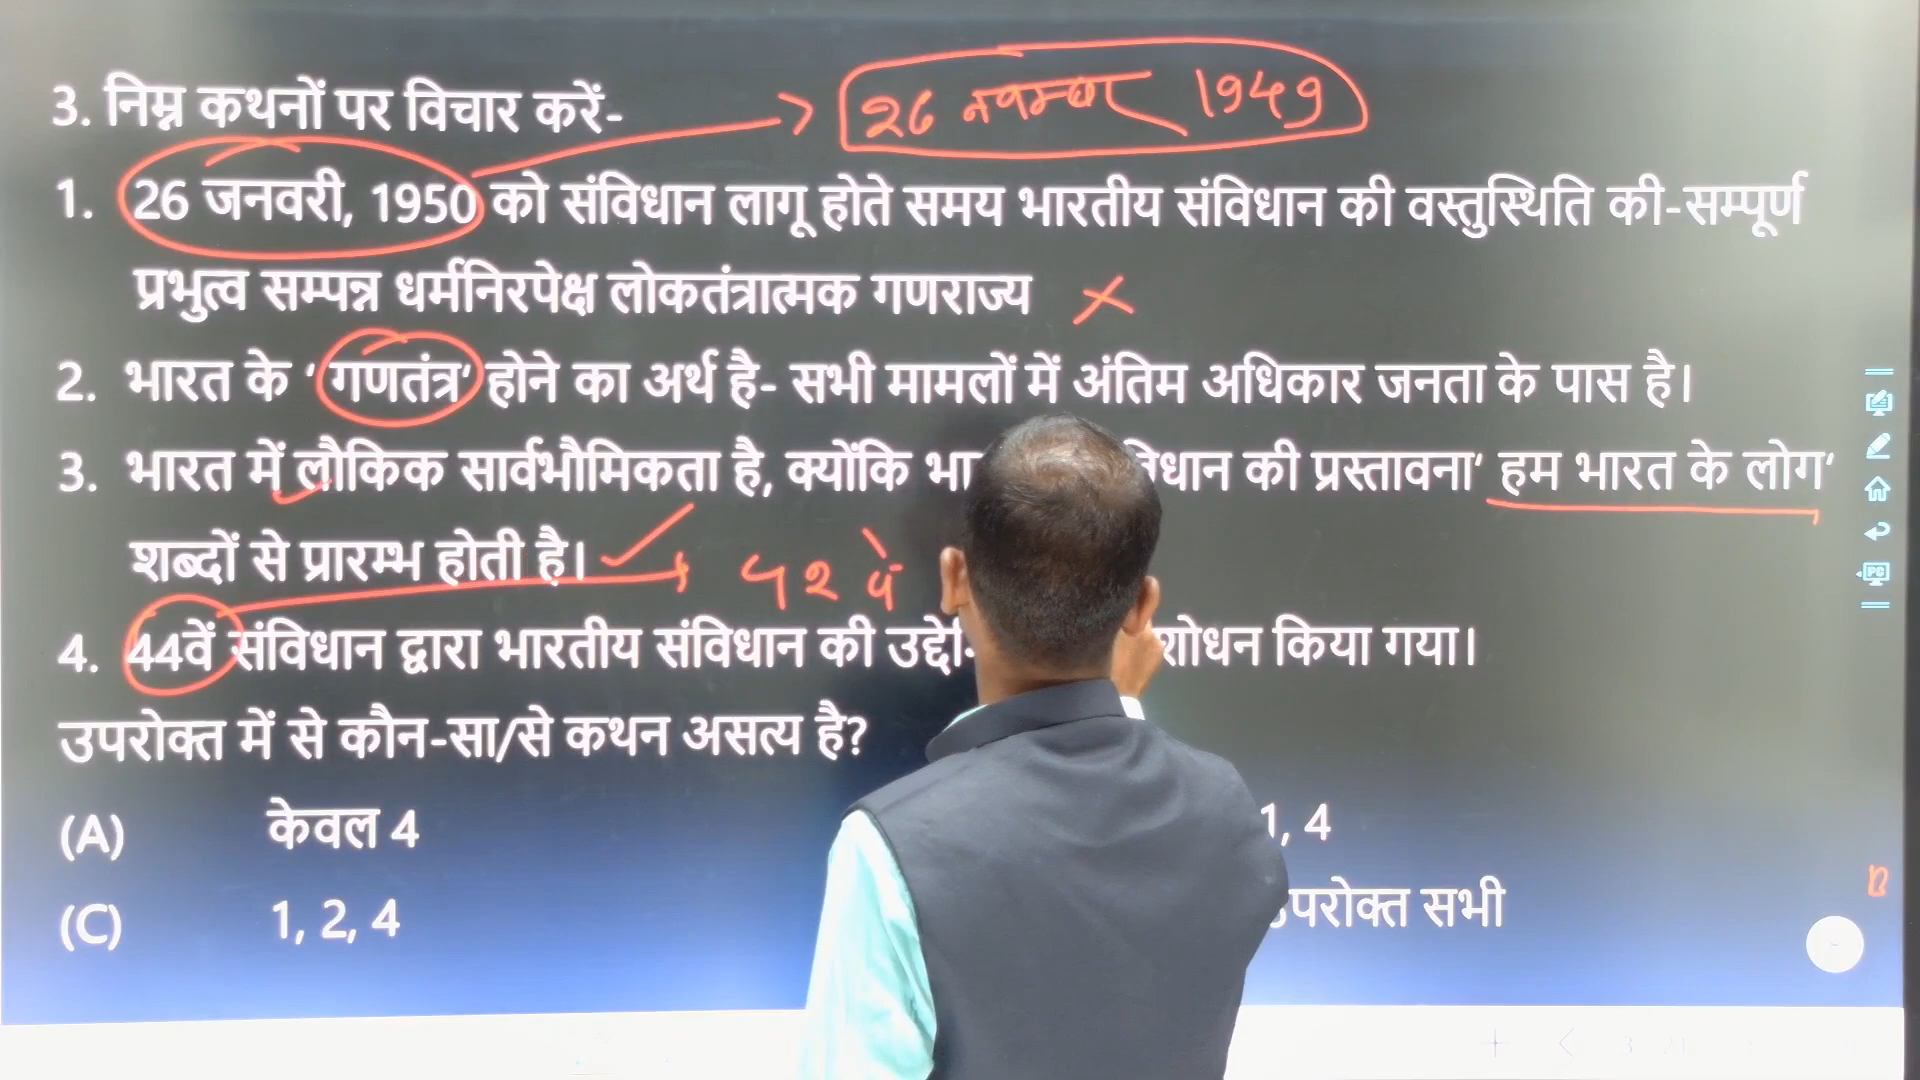 3. निम्न कथनों पर विचार करें-
26 नवम्बर 1949
1. 26 जनवरी, 1950 को संविधान लागू होते समय भारतीय संविधान की वस्तुस्थिति की-सम्पूर्ण
प्रभुत्व सम्पन्न धर्मनिरपेक्ष लोकतंत्रात्मक गणराज्य
2. भारत के ‘ गणतंत्र’ होने का अर्थ है- सभी मामलों में अंतिम अधिकार जनता के पास है।
3. भारत में लौकिक सार्वभौमिकता है, क्योंकि की प्रस्तावना‘ हम भारत के लोग‘
शब्दों से प्रारम्भ होती है।
42 वें
4. 44वें संविधान द्वारा भारतीय संविधान की किया गया।
उपरोक्त में से कौन-सा/से कथन असत्य है?
(A) केवल 4
1, 4
(C) 1, 2, 4
सभी
B
PC